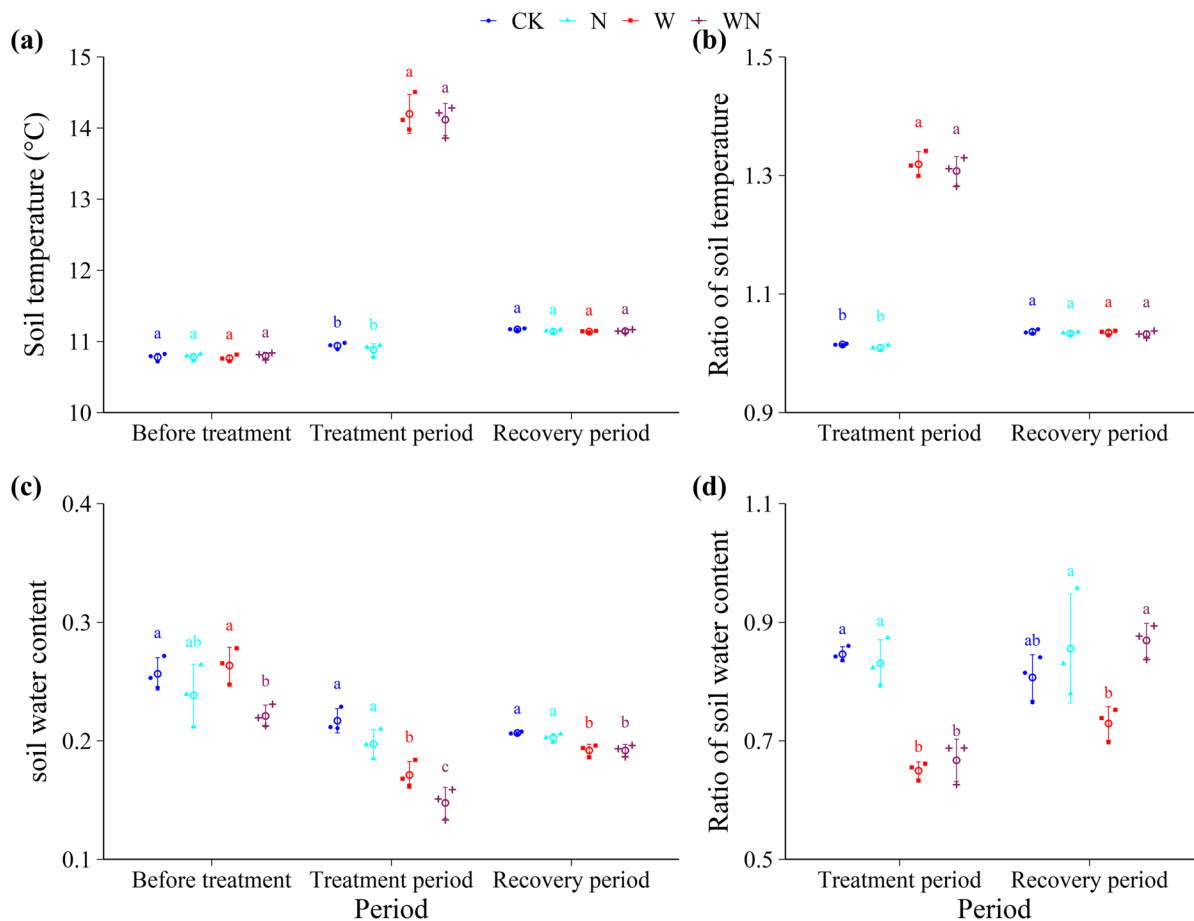 CK N W WN
(a)
Soil temperature (°C)
15
14
13
12
11
10
a a a a
b b a a
a a a a
Before treatment Treatment period Recovery period
(b)
Ratio of soil temperature
1.5
1.3
1.1
0.9
b b a a
a a a a
Treatment period Recovery period
(c)
soil water content
0.4
0.3
0.2
0.1
a ab a b
a a b c
a a b b
Before treatment Treatment period Recovery period
Period
(d)
Ratio of soil water content
1.1
0.9
0.7
0.5
a a b b
ab a b a
Treatment period Recovery period
Period